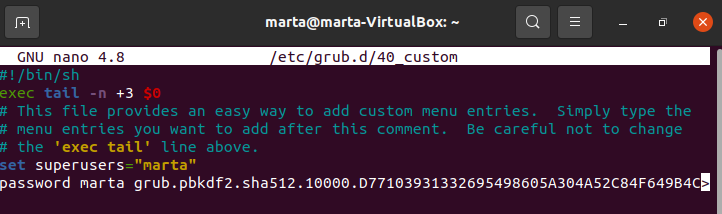 marta@marta-VirtualBox: ~
GNU nano 4.8 /etc/grub.d/40_custom
#!/bin/sh
exec tail -n +3 $0
# This file provides an easy way to add custom menu entries.  Simply type the
# menu entries you want to add after this comment.  Be careful not to change
# the 'exec tail' line above.
set superusers="marta"
password marta grub.pbkdf2.sha512.10000.D77103931332695498605A304A52C84F649B4C>